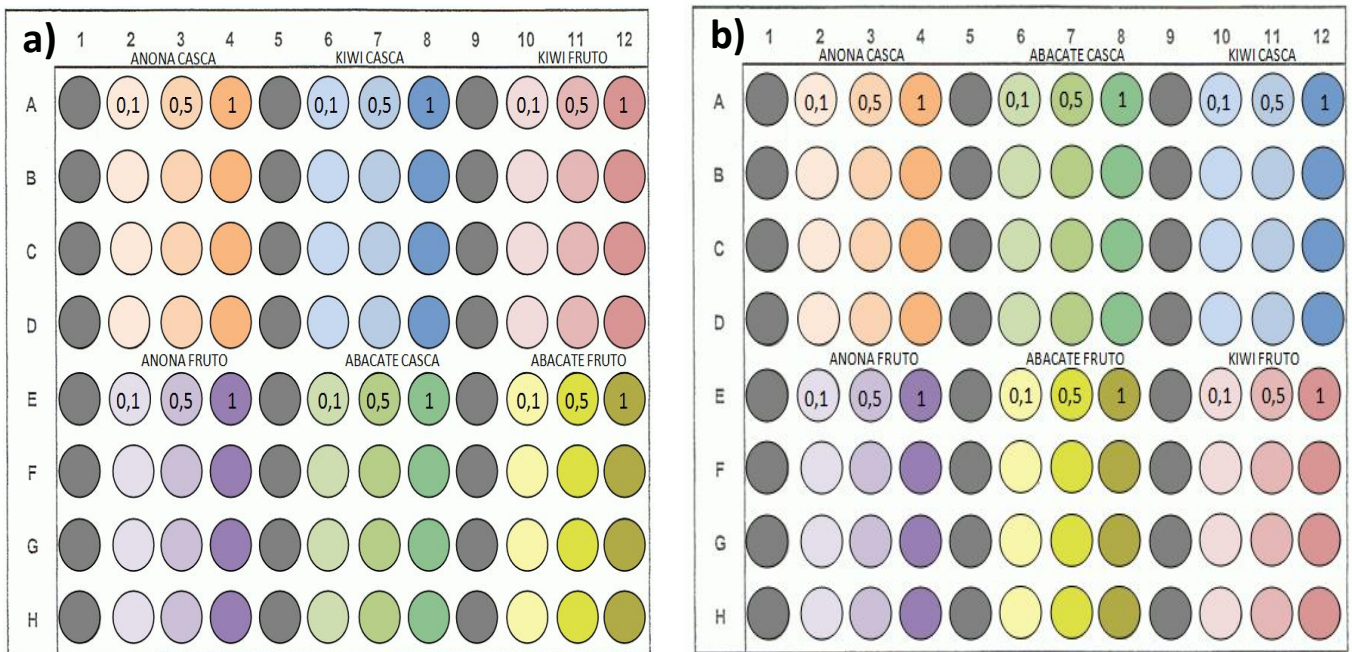 a)
1 2 3 4 5 6 7 8 9 10 11 12
ANONA CASCA KIWI CASCA KIWI FRUTO
A 0,1 0,5 1 0,1 0,5 1 0,1 0,5 1
B
C
D
ANONA FRUTO ABACATE CASCA ABACATE FRUTO
E 0,1 0,5 1 0,1 0,5 1 0,1 0,5 1
F
G
H
b)
1 2 3 4 5 6 7 8 9 10 11 12
ANONA CASCA ABACATE CASCA KIWI CASCA
A 0,1 0,5 1 0,1 0,5 1 0,1 0,5 1
B
C
D
ANONA FRUTO ABACATE FRUTO KIWI FRUTO
E 0,1 0,5 1 0,1 0,5 1 0,1 0,5 1
F
G
H